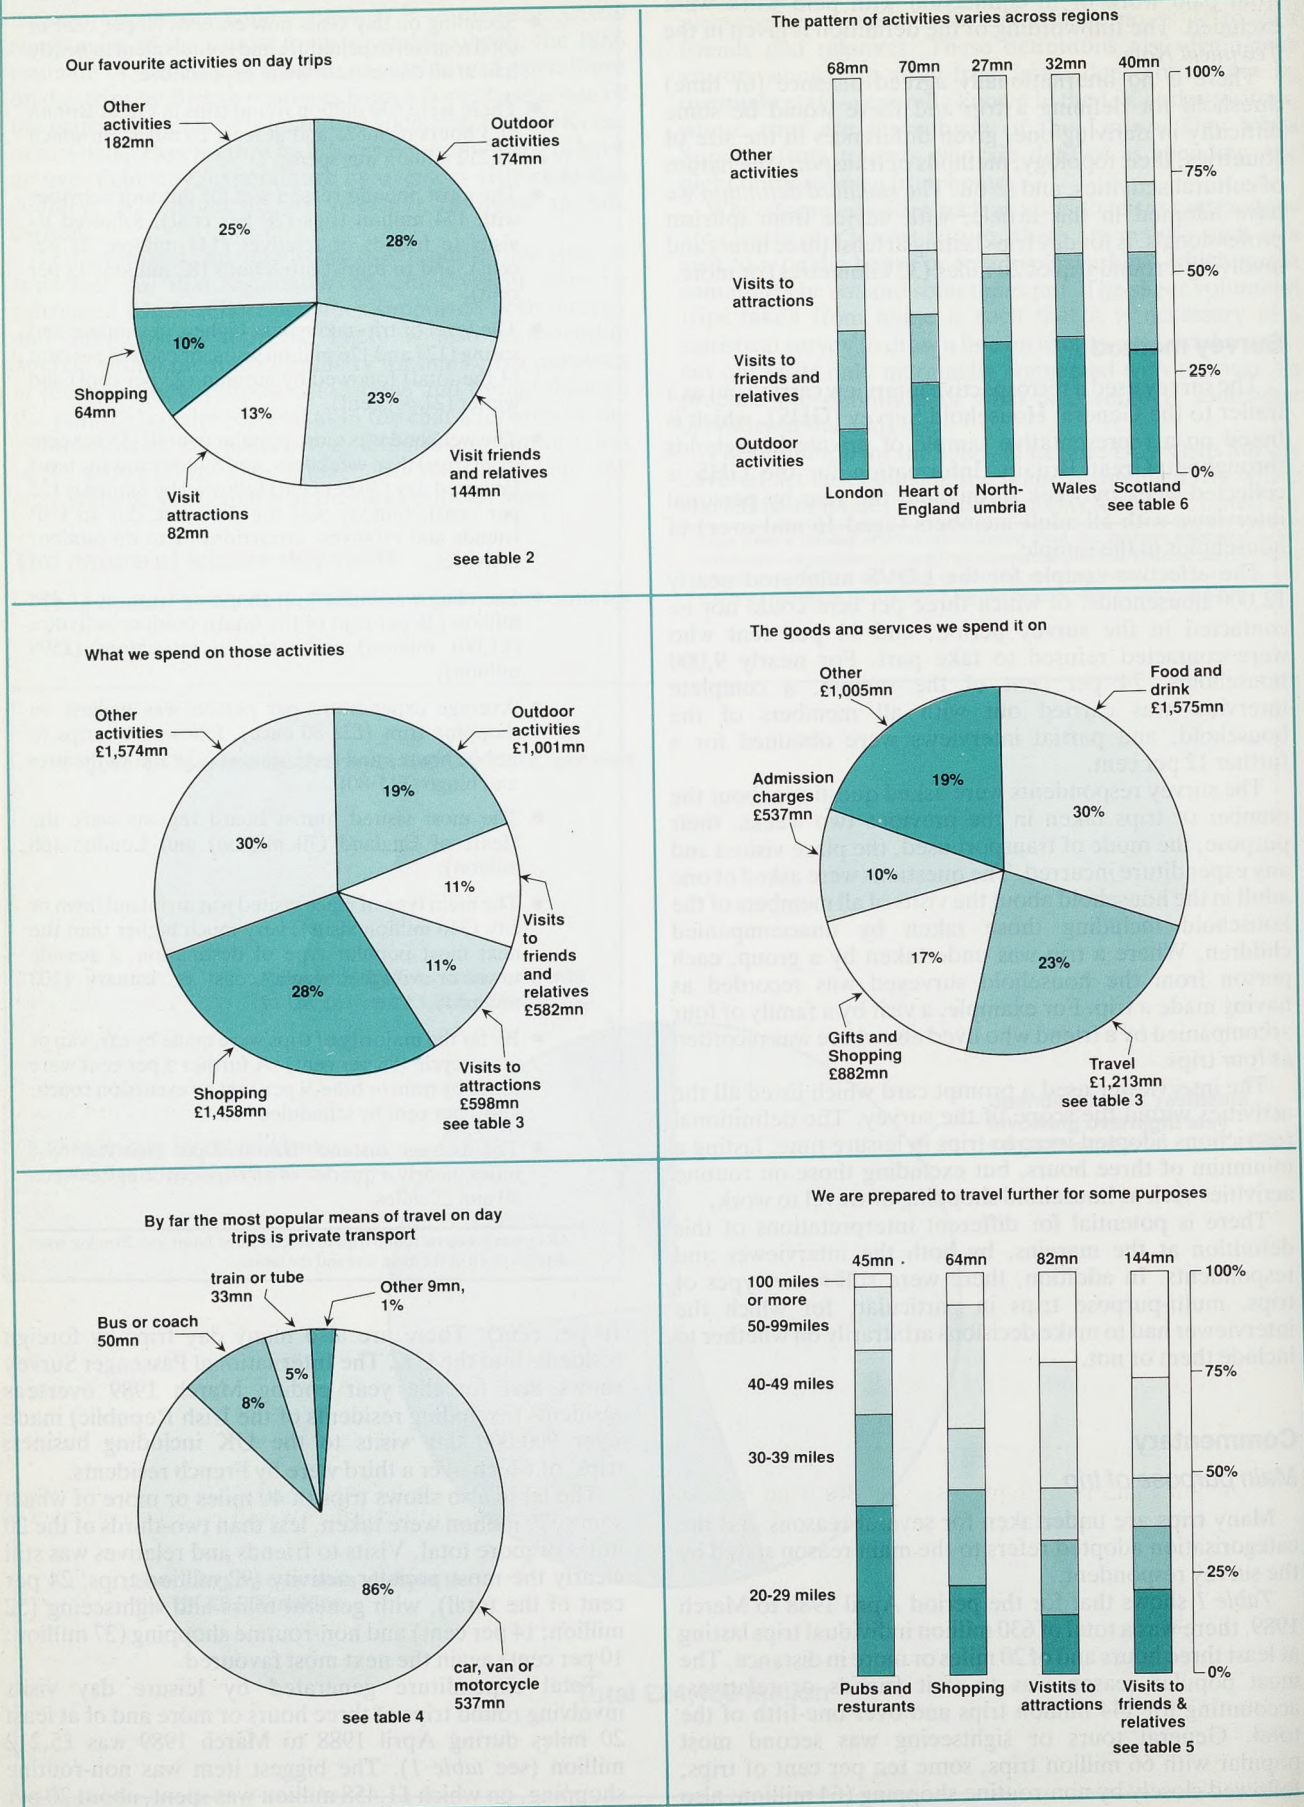 Our favourite activities on day trips
Other
activities
182mn
Outdoor
activities
174mn
25%
28%
10%
13%
23%
Shopping
64mn
Visit
attractions
82mn
Visit friends
and relatives
144mn
see table 2
The pattern of activities varies across regions
68mn
70mn
27mn
32mn
40mn
100%
75%
50%
25%
0%
Other
activities
Visits to
attractions
Visits to
friends and
relatives
Outdoor
activities
London
Heart of
England
North-
umbria
Wales
Scotland
see table 6
What we spend on those activities
Other
activities
£1,574mn
Outdoor
activities
£1,001mn
19%
30%
11%
11%
28%
Visits
to
friends
and
relatives
£582mn
Shopping
£1,458mn
Visits to
attractions
£598mn
see table 3
The goods and services we spend it on
Other
£1,005mn
Food and
drink
£1,575mn
Admission
charges
£537mn
19%
30%
10%
17%
23%
Gifts and
Shopping
£882mn
Travel
£1,213mn
see table 3
By far the most popular means of travel on day
trips is private transport
train or tube
33mn
Other 9mn,
1%
Bus or coach
50mn
5%
8%
86%
car, van or
motorcycle
537mn
see table 4
We are prepared to travel further for some purposes
45mn
64mn
82mn
144mn
100%
75%
50%
25%
0%
100 miles
or more
50-99miles
40-49 miles
30-39 miles
20-29 miles
Pubs and
resturants
Shopping
Vistits to
attractions
Visits to
friends &
relatives
see table 5